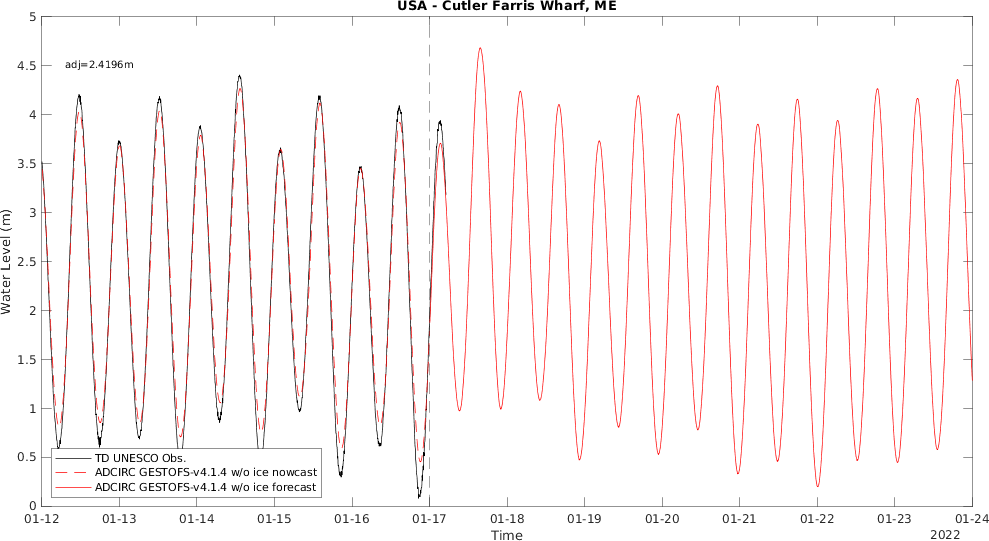 USA - Cutler Farris Wharf, ME
adj=2.4196m
5
4.5
4
3.5
3
2.5
2
1.5
1
0.5
0
Water Level (m)
TD UNESCO Obs.
ADCIRC GESTOFS-v4.1.4 w/o ice nowcast
ADCIRC GESTOFS-v4.1.4 w/o ice forecast
01-12 01-13 01-14 01-15 01-16 01-17 01-18 01-19 01-20 01-21 01-22 01-23 01-24
Time
2022